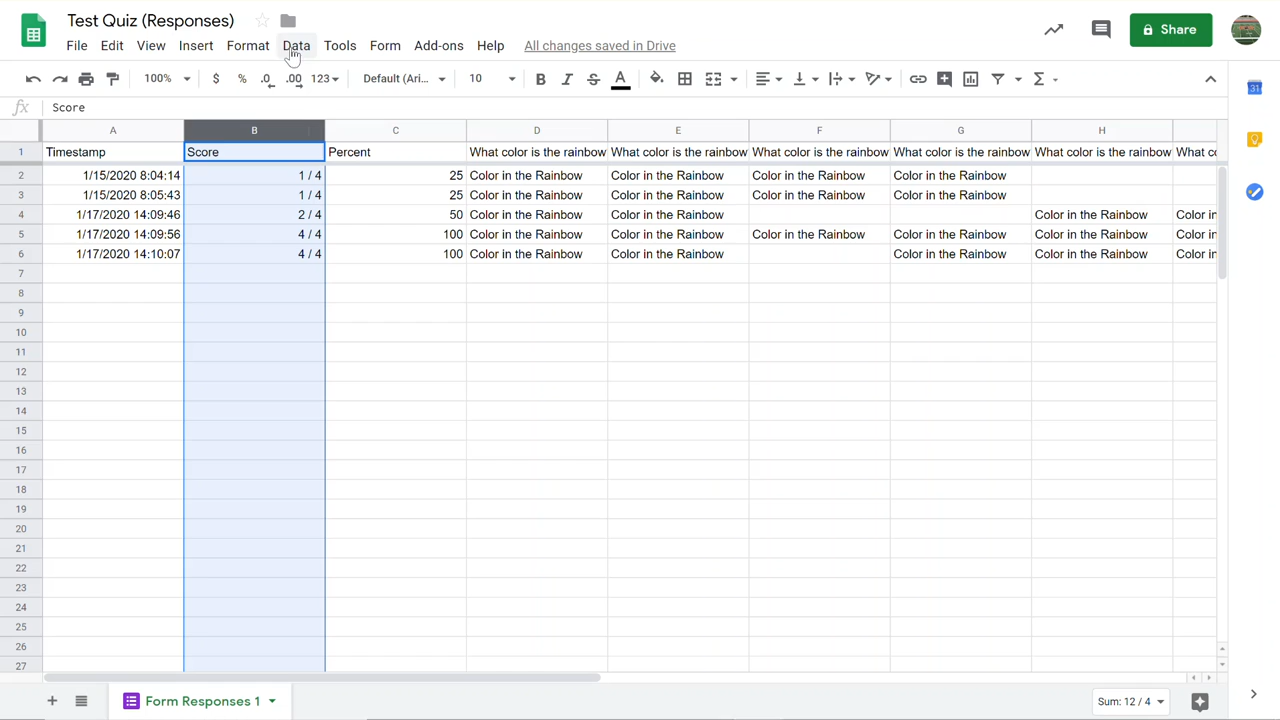 Test Quiz (Responses)
File Edit View Insert Format Data Tools Form Add-ons Help All changes saved in Drive
Share
100% $ % .0 .00 123 Default (Ari... 10 B I S A Σ
31
fx Score
A B C D E F G H
1 Timestamp Score Percent What color is the rainbow What color is the rainbow What color is the rainbow What color is the rainbow What color is the rainbow What co
2 1/15/2020 8:04:14 1 / 4 25 Color in the Rainbow Color in the Rainbow Color in the Rainbow Color in the Rainbow
3 1/15/2020 8:05:43 1 / 4 25 Color in the Rainbow Color in the Rainbow Color in the Rainbow Color in the Rainbow
4 1/17/2020 14:09:46 2 / 4 50 Color in the Rainbow Color in the Rainbow Color in the Rainbow Color in
5 1/17/2020 14:09:56 4 / 4 100 Color in the Rainbow Color in the Rainbow Color in the Rainbow Color in the Rainbow Color in the Rainbow Color in
6 1/17/2020 14:10:07 4 / 4 100 Color in the Rainbow Color in the Rainbow Color in the Rainbow Color in the Rainbow Color in
7
8
9
10
11
12
13
14
15
16
17
18
19
20
21
22
23
24
25
26
27
Form Responses 1 Sum: 12 / 4